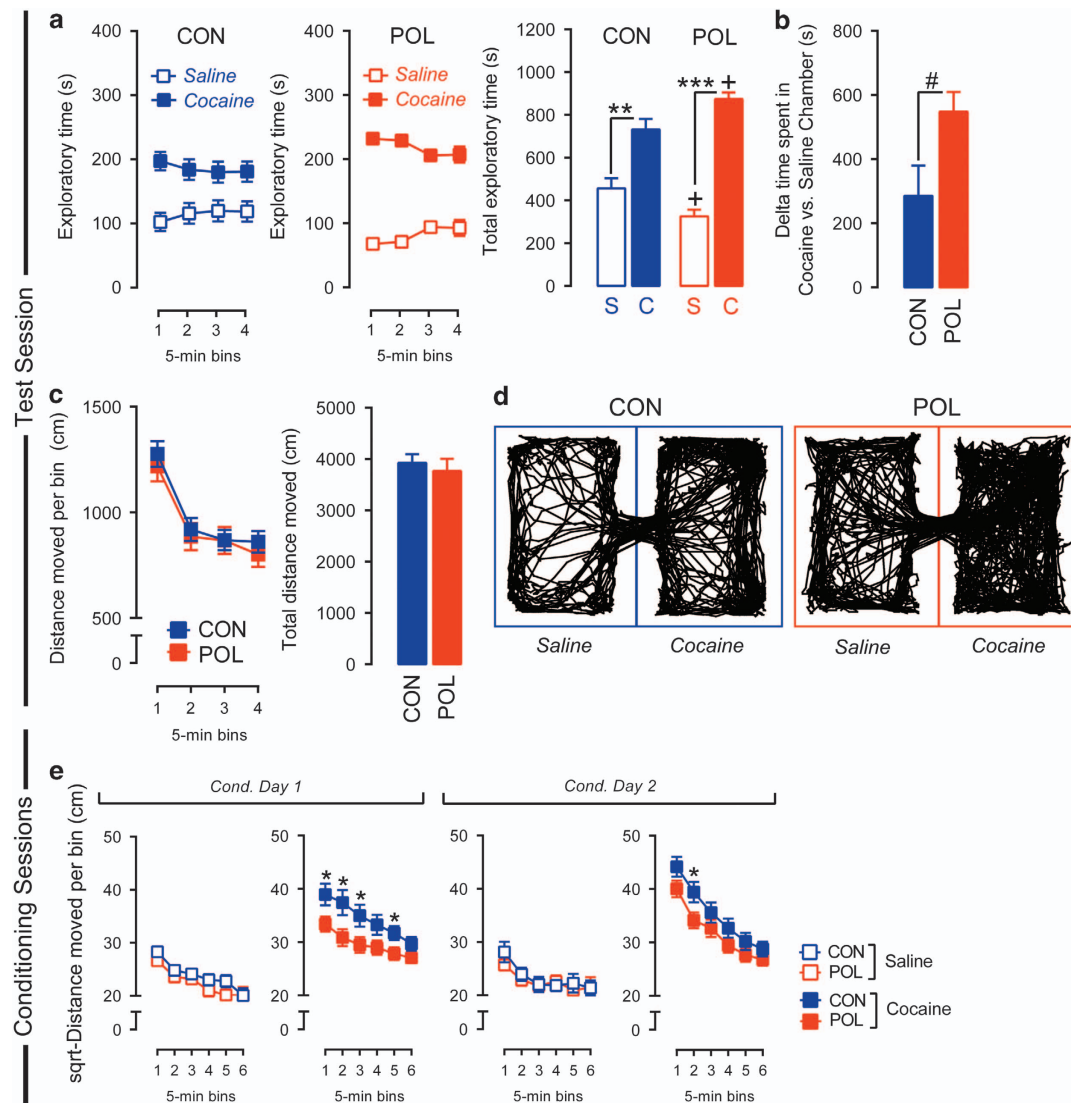 Test Session
Conditioning Sessions
a
CON
Saline
Cocaine
Exploratory time (s)
400
300
200
100
0
1 2 3 4
5-min bins
POL
Saline
Cocaine
Exploratory time (s)
400
300
200
100
0
1 2 3 4
5-min bins
Total exploratory time (s)
1200
1000
800
600
400
200
0
CON POL
** *** +
+
S C S C
b
Delta time spent in
Cocaine vs. Saline Chamber (s)
800
600
400
200
0
#
CON POL
c
Distance moved per bin (cm)
1500
1000
500
0
CON
POL
1 2 3 4
5-min bins
Total distance moved (cm)
5000
4000
3000
2000
1000
0
CON POL
d
CON POL
Saline Cocaine Saline Cocaine
e
Cond. Day 1 Cond. Day 2
sqrt-Distance moved per bin (cm)
50
40
30
20
0
1 2 3 4 5 6
5-min bins
50
40
30
20
0
* * * *
1 2 3 4 5 6
5-min bins
50
40
30
20
0
1 2 3 4 5 6
5-min bins
50
40
30
20
0
*
1 2 3 4 5 6
5-min bins
CON
POL
Saline
CON
POL
Cocaine